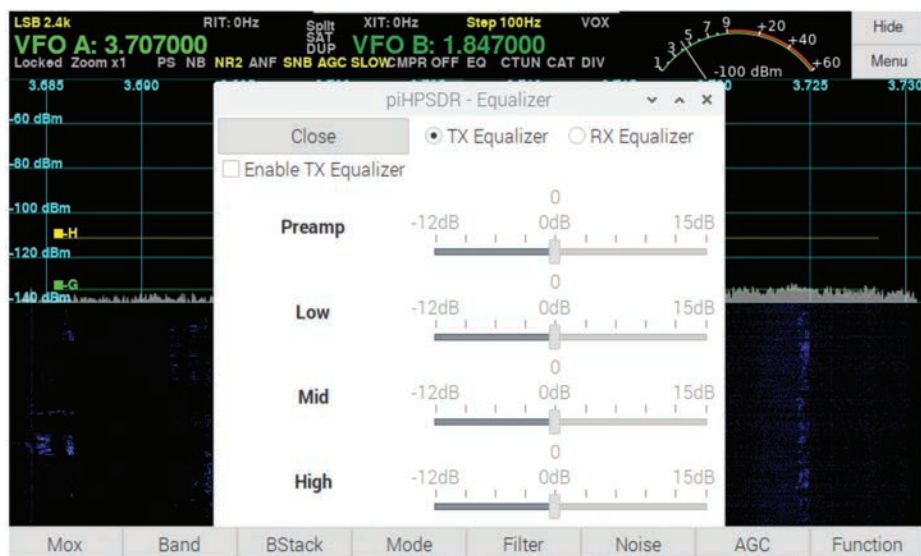 LSB 2.4k RIT: 0Hz Split XIT: 0Hz Step 100Hz VOX
SAT
VFO A: 3.707000 DUP VFO B: 1.847000
Locked Zoom x1 PS NB NR2 ANF SNB AGC SLOW CMPR OFF EQ CTUN CAT DIV
1 3 5 7 9 +20 +40 +60
-100 dBm
Hide
Menu
3.685 3.690 3.725 3.730
-60 dBm
-80 dBm
-100 dBm
-H
-120 dBm
-G
-140 dBm
piHPSDR - Equalizer
Close TX Equalizer RX Equalizer
Enable TX Equalizer
0
Preamp -12dB 0dB 15dB
0
Low -12dB 0dB 15dB
0
Mid -12dB 0dB 15dB
0
High -12dB 0dB 15dB
Mox Band BStack Mode Filter Noise AGC Function